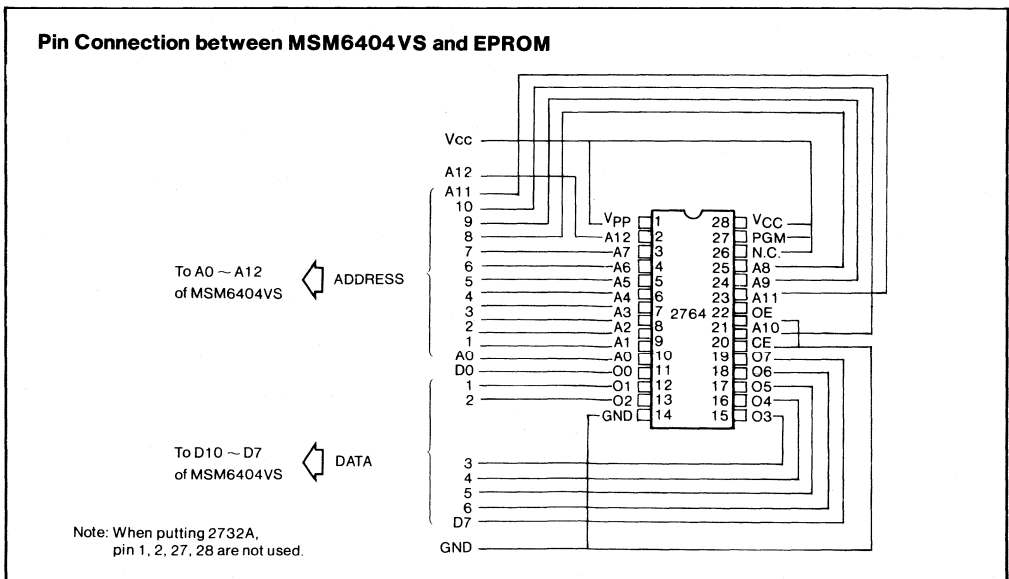 Pin Connection between MSM6404VS and EPROM
Vcc
A12
A11
10
9
8
7
6
5
4
3
2
1
A0
D0
1
2
To A0 ~ A12
of MSM6404VS
ADDRESS
VPP 1 28 VCC
A12 2 27 PGM
A7 3 26 N.C.
A6 4 25 A8
A5 5 24 A9
A4 6 23 A11
A3 7 2764 22 OE
A2 8 21 A10
A1 9 20 CE
A0 10 19 O7
O0 11 18 O6
O1 12 17 O5
O2 13 16 O4
GND 14 15 O3
To D10 ~ D7
of MSM6404VS
DATA
3
4
5
6
D7
GND
Note: When putting 2732A,
pin 1, 2, 27, 28 are not used.